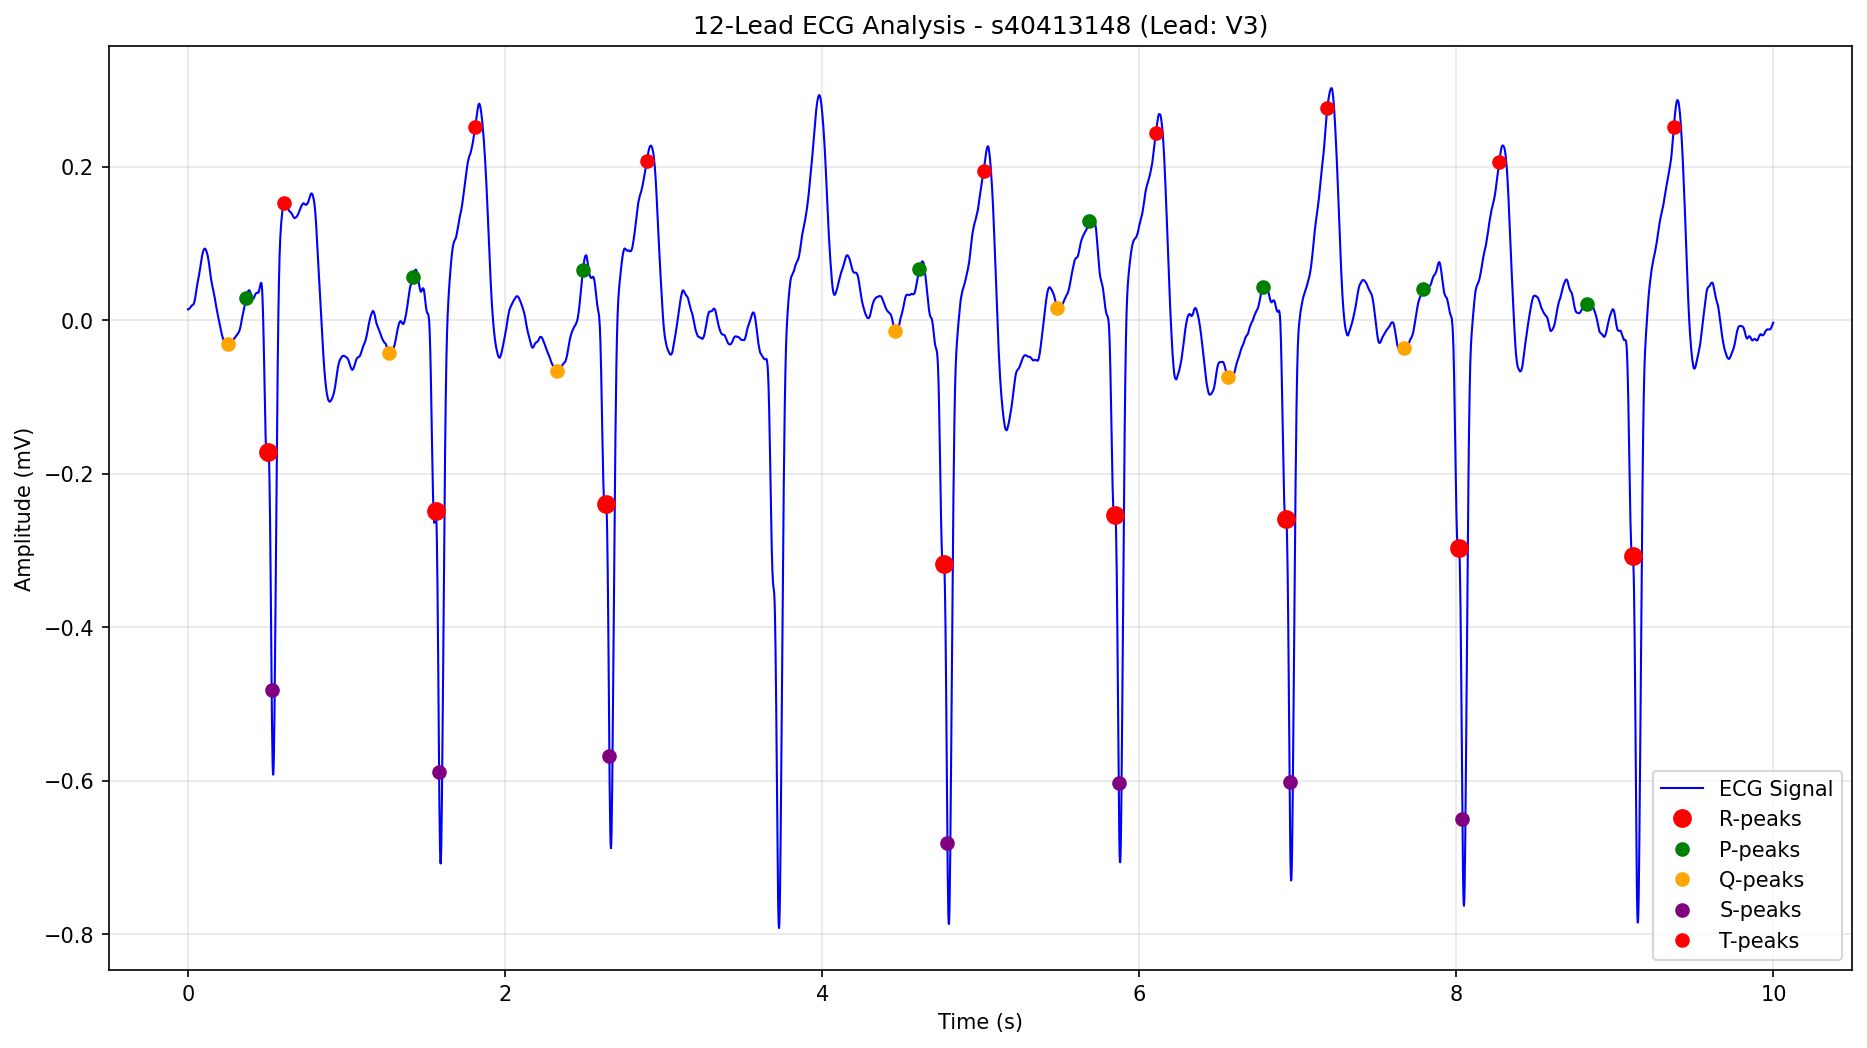 12-Lead ECG Analysis - s40413148 (Lead: V3)
Amplitude (mV)
0.2
0.0
−0.2
−0.4
−0.6
−0.8
0
2
4
6
8
10
Time (s)
ECG Signal
R-peaks
P-peaks
Q-peaks
S-peaks
T-peaks